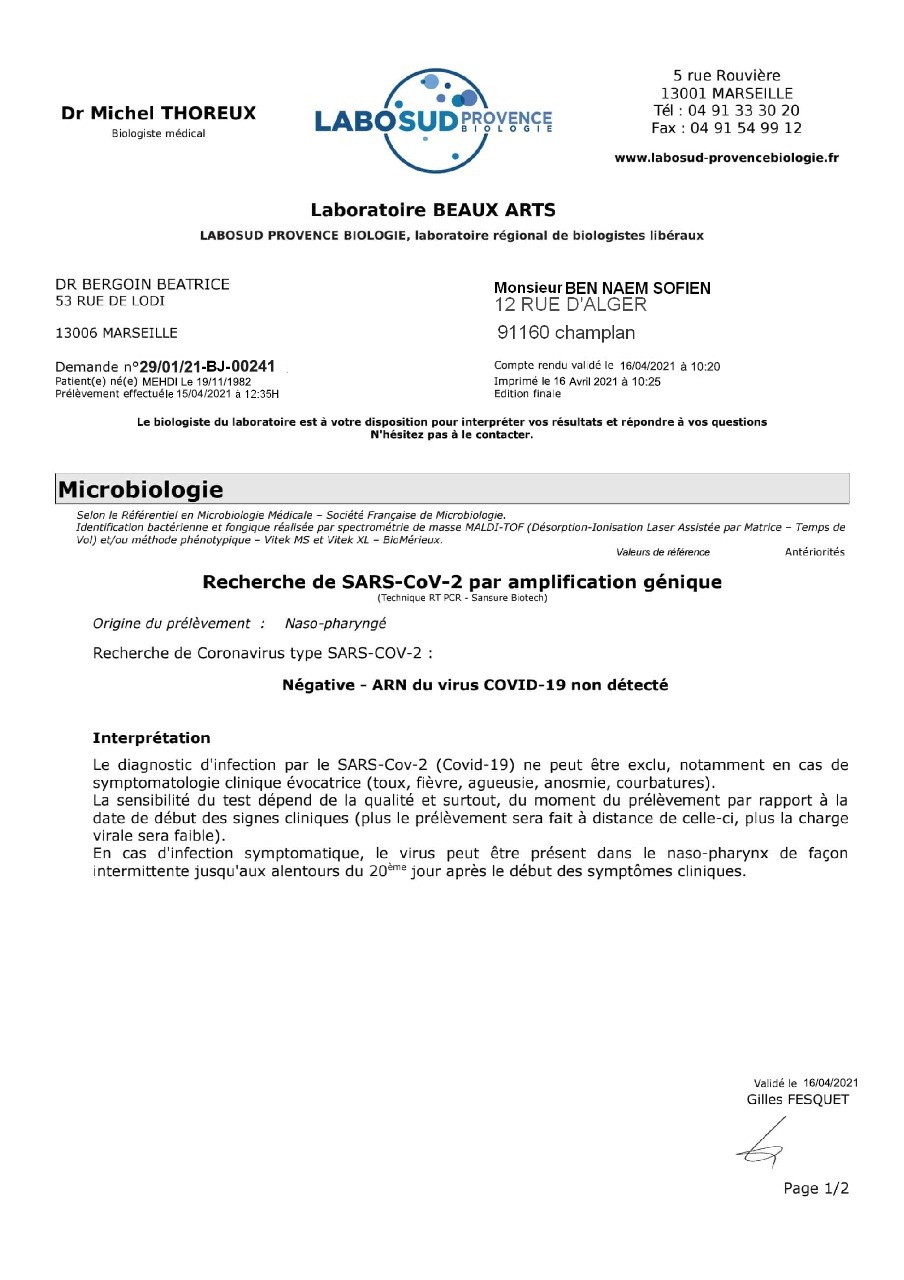 Dr Michel THOREUX
Biologiste médical
LABOSUD PROVENCE
BIOLOGIE
5 rue Rouvière
13001 MARSEILLE
Tél : 04 91 33 30 20
Fax : 04 91 54 99 12
www.labosud-provencebiologie.fr
Laboratoire BEAUX ARTS
LABOSUD PROVENCE BIOLOGIE, laboratoire régional de biologistes libéraux
DR BERGOIN BEATRICE
53 RUE DE LODI
13006 MARSEILLE
Monsieur BEN NAEM SOFIEN
12 RUE D'ALGER
91160 champlan
Demande n°29/01/21-BJ-00241
Patient(e) né(e) MEHDI Le 19/11/1982
Prélèvement effectuéle 15/04/2021 à 12:35H
Compte rendu validé le 16/04/2021 à 10:20
Imprimé le 16 Avril 2021 à 10:25
Edition finale
Le biologiste du laboratoire est à votre disposition pour interpréter vos résultats et répondre à vos questions
N'hésitez pas à le contacter.
Microbiologie
Selon le Référentiel en Microbiologie Médicale – Société Française de Microbiologie.
Identification bactérienne et fongique réalisée par spectrométrie de masse MALDI-TOF (Désorption-Ionisation Laser Assistée par Matrice – Temps de
Vol) et/ou méthode phénotypique – Vitek MS et Vitek XL – BioMérieux.
Valeurs de référence Antériorités
Recherche de SARS-CoV-2 par amplification génique
(Technique RT PCR - Sansure Biotech)
Origine du prélèvement : Naso-pharyngé
Recherche de Coronavirus type SARS-COV-2 :
Négative - ARN du virus COVID-19 non détecté
Interprétation
Le diagnostic d'infection par le SARS-Cov-2 (Covid-19) ne peut être exclu, notamment en cas de
symptomatologie clinique évocatrice (toux, fièvre, agueusie, anosmie, courbatures).
La sensibilité du test dépend de la qualité et surtout, du moment du prélèvement par rapport à la
date de début des signes cliniques (plus le prélèvement sera fait à distance de celle-ci, plus la charge
virale sera faible).
En cas d'infection symptomatique, le virus peut être présent dans le naso-pharynx de façon
intermittente jusqu'aux alentours du 20ème jour après le début des symptômes cliniques.
Validé le 16/04/2021
Gilles FESQUET
Page 1/2